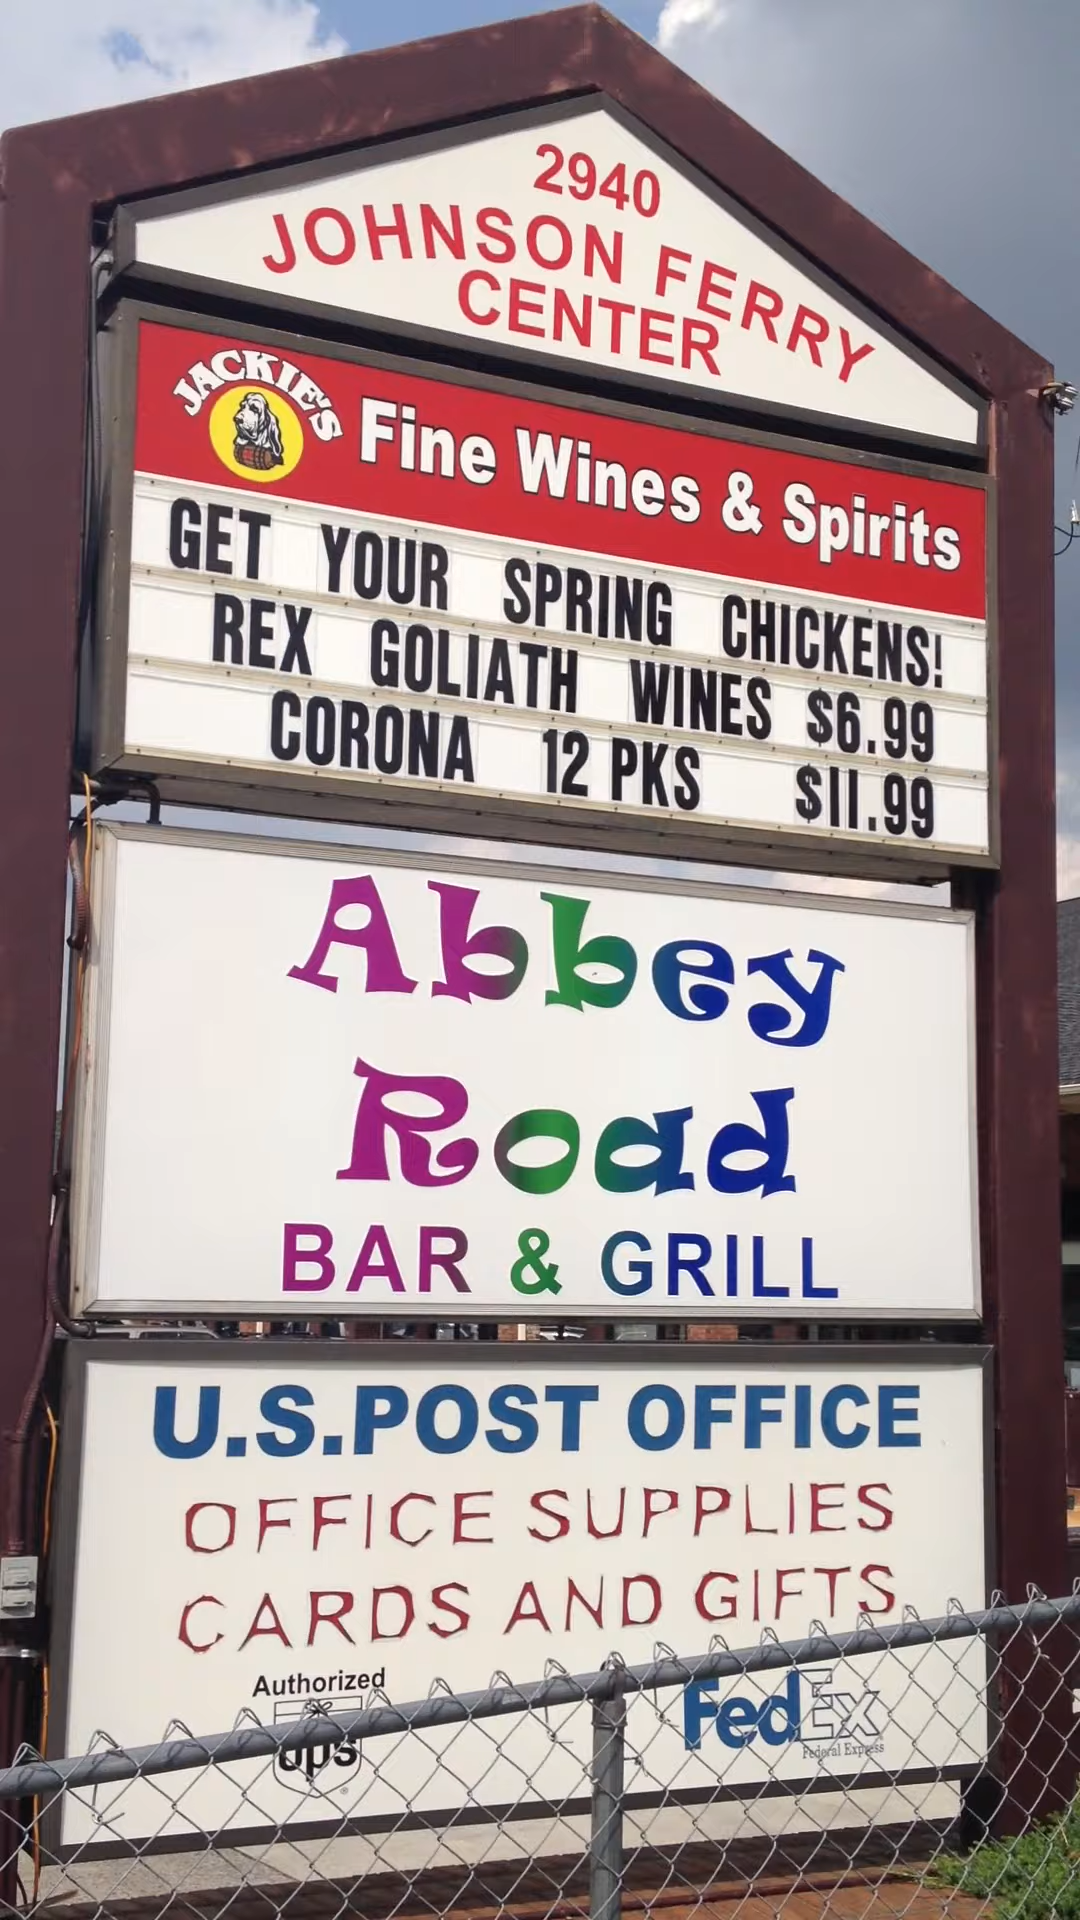 2940
JOHNSON FERRY
CENTER
JACKIE'S
Fine Wines & Spirits
GET YOUR SPRING CHICKENS!
REX GOLIATH WINES $6.99
CORONA 12 PKS $11.99
Abbey
Road
BAR & GRILL
U.S.POST OFFICE
OFFICE SUPPLIES
CARDS AND GIFTS
Authorized
ups
®
FedEx
Federal Express